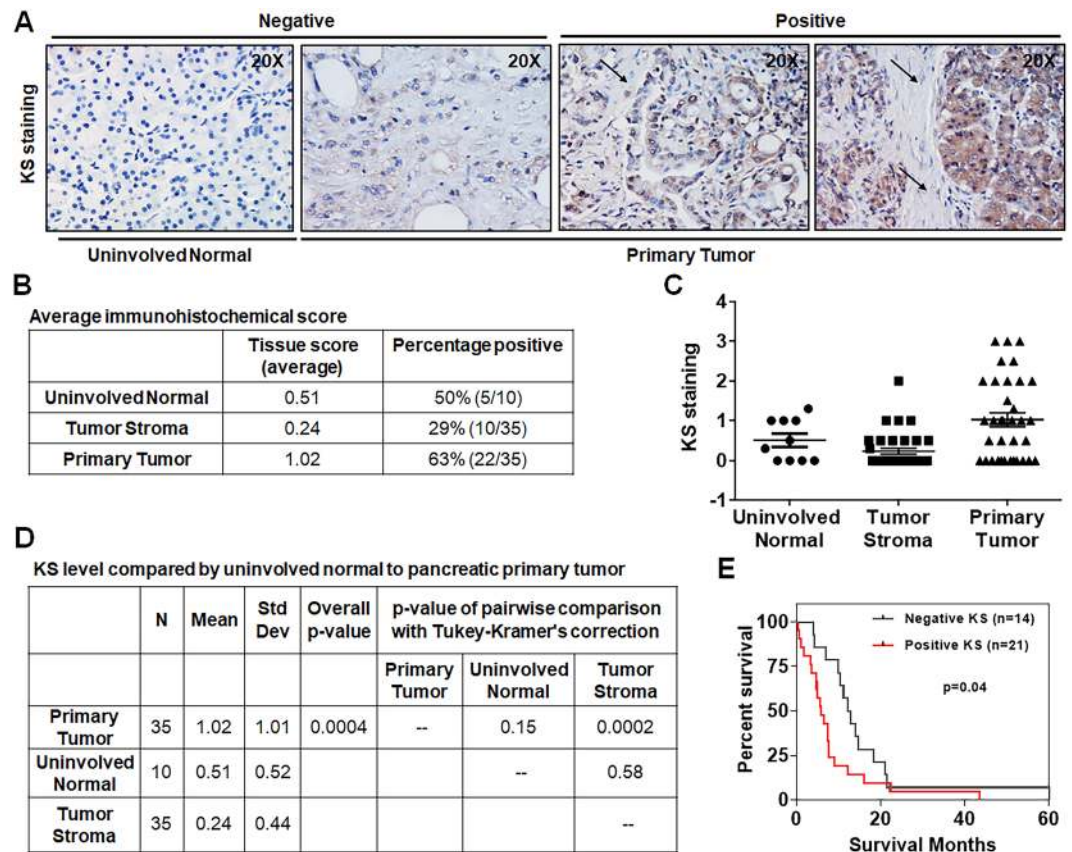 A
Negative
Positive
KS staining
20X
20X
20X
20X
Uninvolved Normal
Primary Tumor
B
Average immunohistochemical score
Tissue score (average)
Percentage positive
Uninvolved Normal
0.51
50% (5/10)
Tumor Stroma
0.24
29% (10/35)
Primary Tumor
1.02
63% (22/35)
C
KS staining
4
3
2
1
0
-1
Uninvolved Normal
Tumor Stroma
Primary Tumor
D
KS level compared by uninvolved normal to pancreatic primary tumor
N
Mean
Std Dev
Overall p-value
p-value of pairwise comparison with Tukey-Kramer's correction
Primary Tumor
Uninvolved Normal
Tumor Stroma
Primary Tumor
35
1.02
1.01
0.0004
--
0.15
0.0002
Uninvolved Normal
10
0.51
0.52
--
0.58
Tumor Stroma
35
0.24
0.44
--
E
Percent survival
100
75
50
25
0
Negative KS (n=14)
Positive KS (n=21)
p=0.04
0
20
40
60
Survival Months